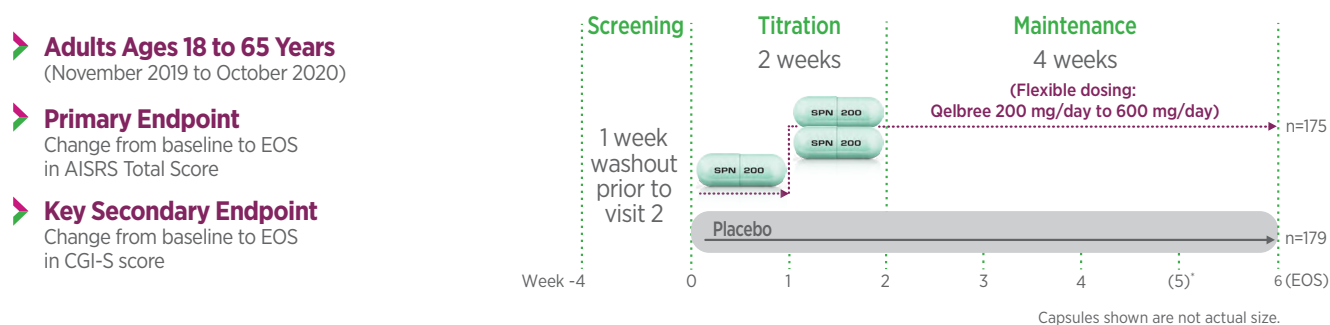 Adults Ages 18 to 65 Years
(November 2019 to October 2020)
Primary Endpoint
Change from baseline to EOS
in AISRS Total Score
Key Secondary Endpoint
Change from baseline to EOS
in CGI-S score
Screening
Titration
Maintenance
2 weeks
4 weeks
(Flexible dosing:
Qelbree 200 mg/day to 600 mg/day)
1 week
washout
prior to
visit 2
SPN 200
SPN 200
SPN 200
n=175
Placebo
n=179
Week -4 0 1 2 3 4 (5)* 6 (EOS)
Capsules shown are not actual size.